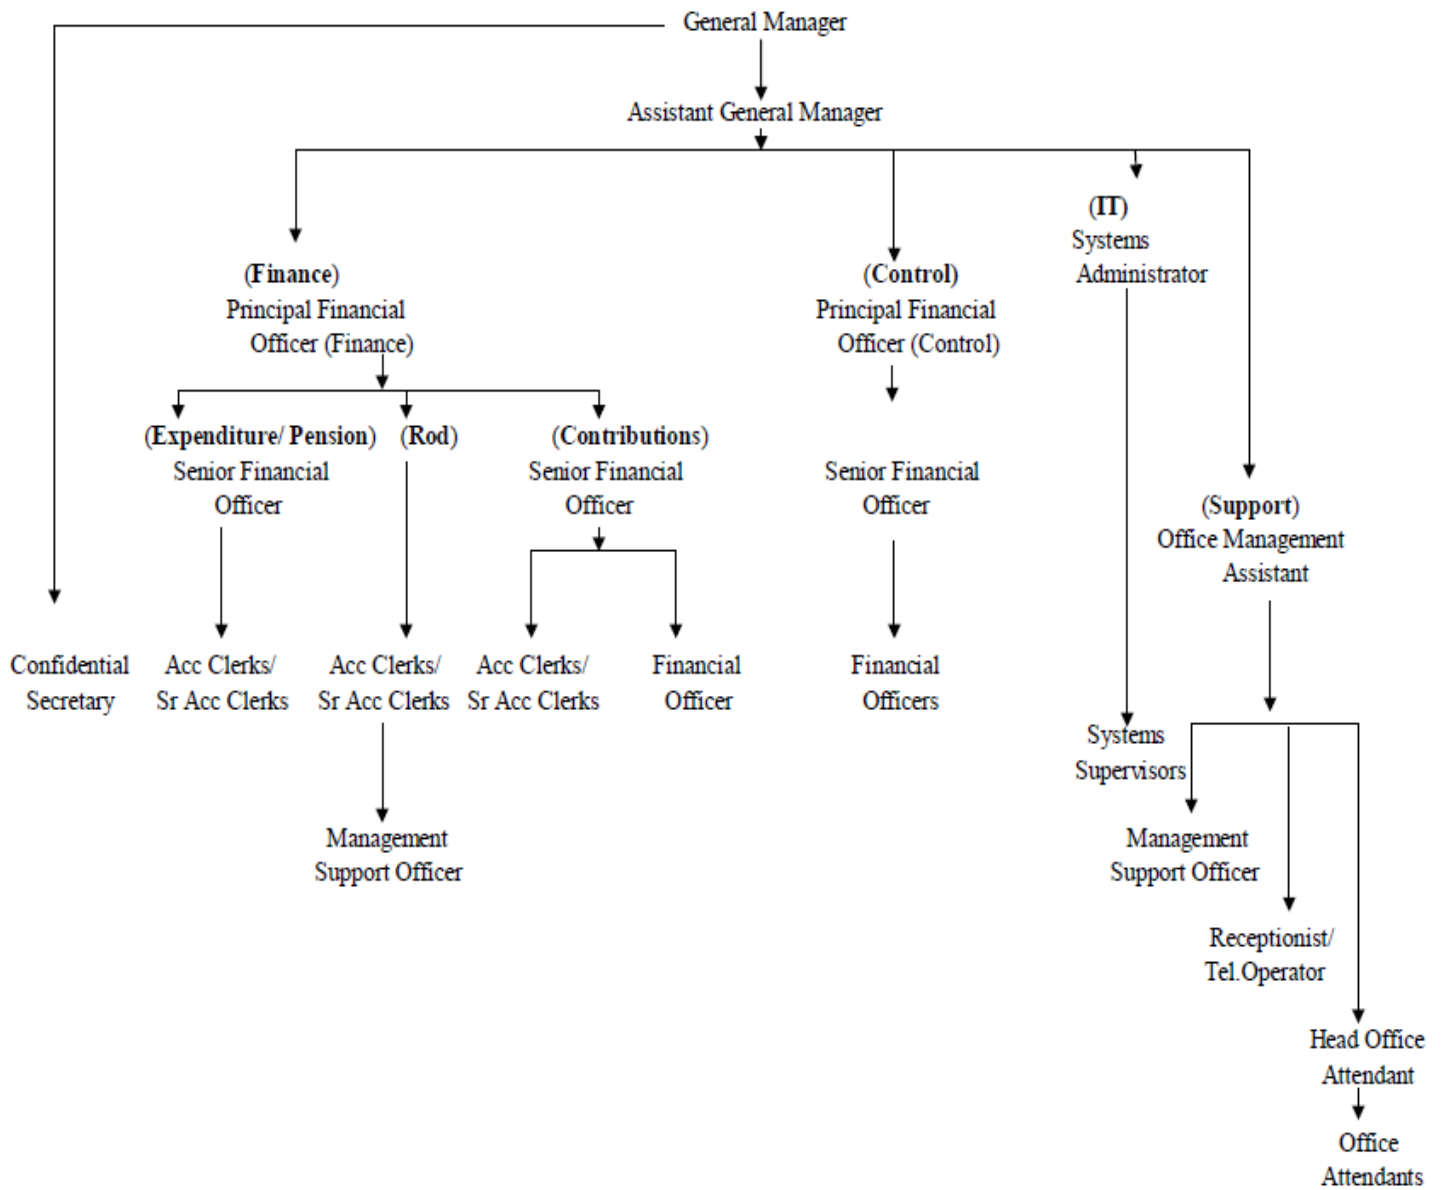 General Manager
Assistant General Manager
(IT)
Systems
Administrator
(Finance)
Principal Financial
Officer (Finance)
(Control)
Principal Financial
Officer (Control)
(Expenditure/ Pension)
Senior Financial
Officer
(Rod)
(Contributions)
Senior Financial
Officer
Senior Financial
Officer
(Support)
Office Management
Assistant
Confidential
Secretary
Acc Clerks/
Sr Acc Clerks
Acc Clerks/
Sr Acc Clerks
Acc Clerks/
Sr Acc Clerks
Financial
Officer
Financial
Officers
Systems
Supervisors
Management
Support Officer
Management
Support Officer
Receptionist/
Tel.Operator
Head Office
Attendant
Office
Attendants